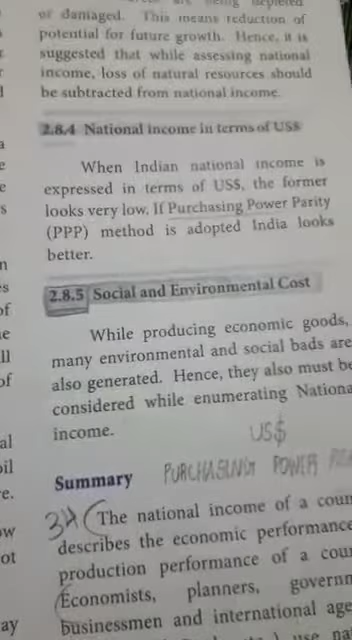 are being depleted
or damaged. This means reduction of
potential for future growth. Hence, it is
suggested that while assessing national
income, loss of natural resources should
be subtracted from national income.
2.8.4 National income in terms of US$
When Indian national income is
expressed in terms of US$, the former
looks very low. If Purchasing Power Parity
(PPP) method is adopted India looks
better.
2.8.5 Social and Environmental Cost
While producing economic goods,
many environmental and social bads are
also generated. Hence, they also must be
considered while enumerating Nationa
income.
US$
PURCHASING POWER
Summary
The national income of a coun
describes the economic performance
production performance of a cou
Economists, planners, governm
businessmen and international age
use na